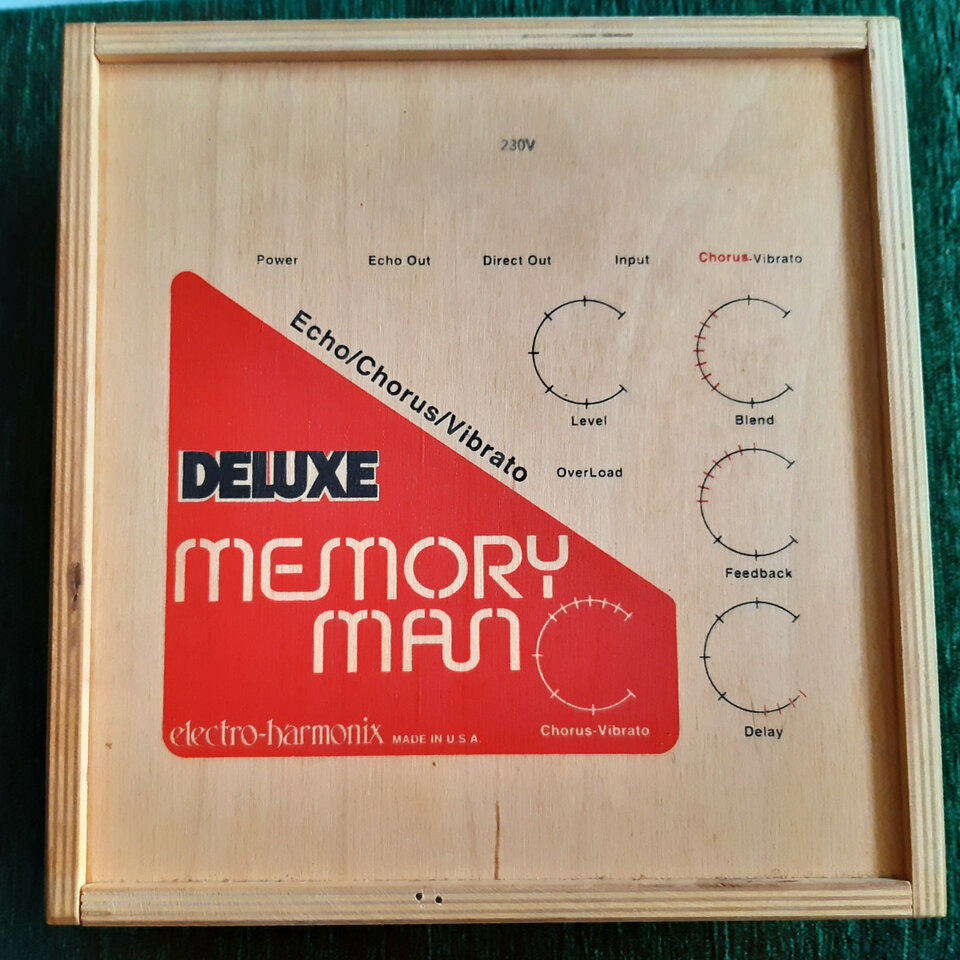 230V
Power Echo Out Direct Out Input Chorus-Vibrato
Echo/Chorus/Vibrato
Level
Blend
OverLoad
DELUXE
MEMORY
MAN
Feedback
electro-harmonix MADE IN U.S.A.
Chorus-Vibrato
Delay